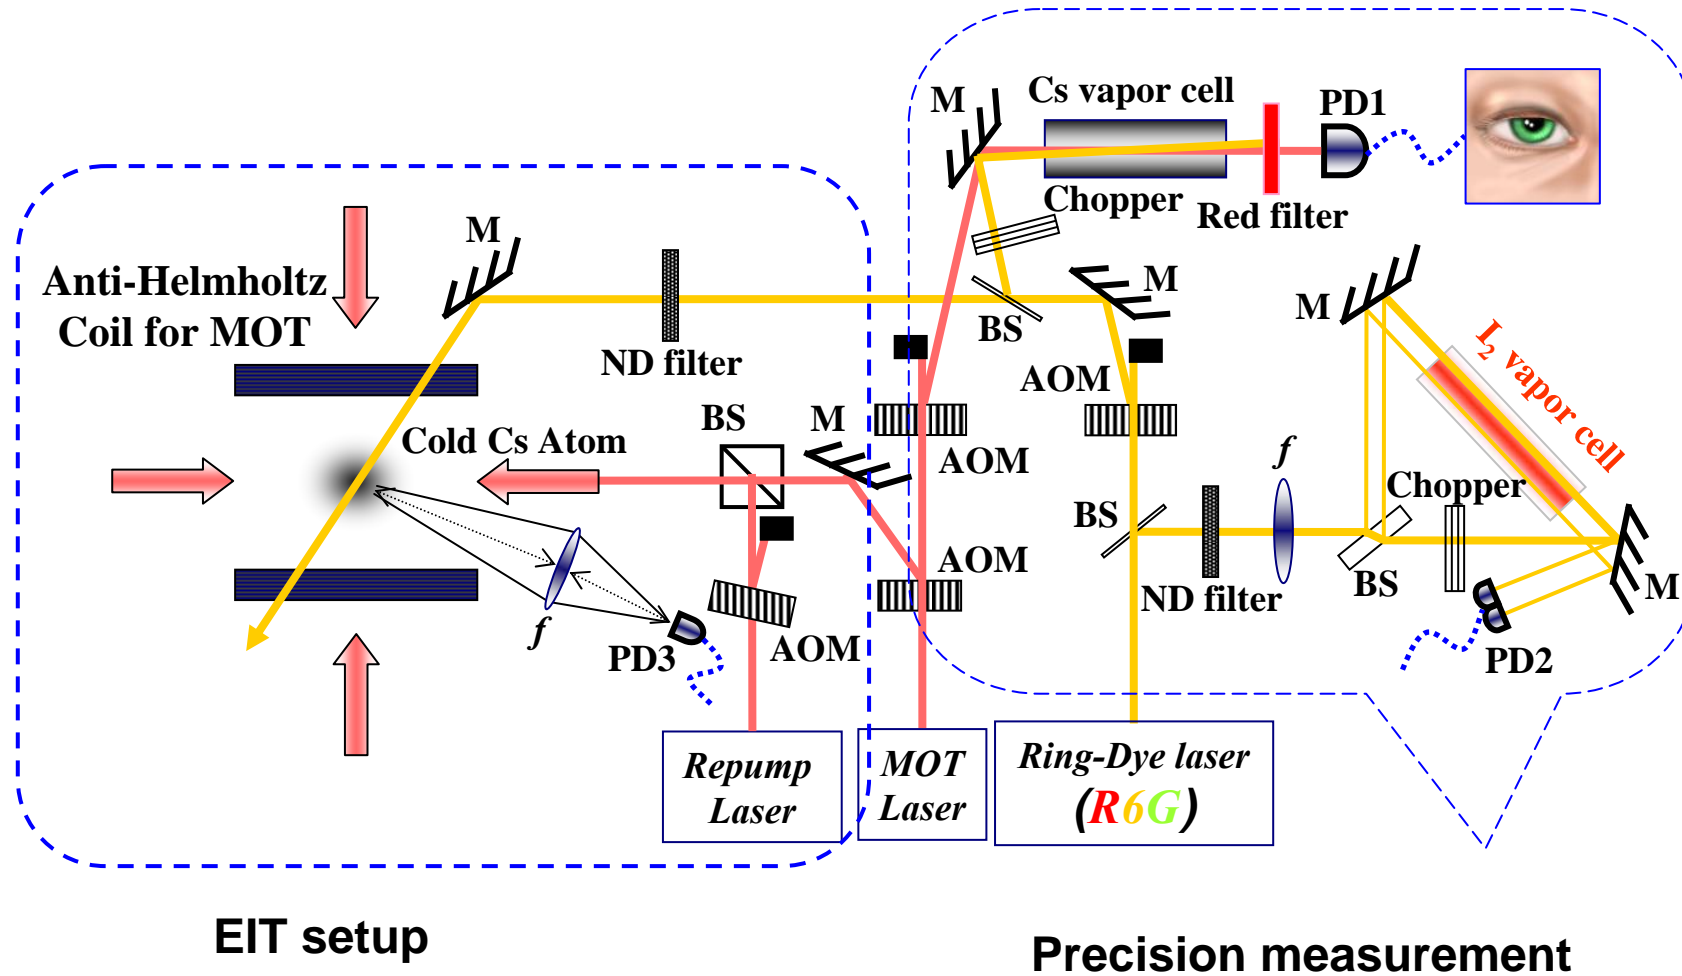 M
Cs vapor cell
PD1
Chopper
Red filter
M
Anti-Helmholtz
Coil for MOT
ND filter
BS
M
M
I2 vapor cell
AOM
BS
M
Cold Cs Atom
AOM
f
Chopper
BS
AOM
ND filter
BS
M
f
PD3
AOM
PD2
Repump
Laser
MOT
Laser
Ring-Dye laser
(R6G)
EIT setup
Precision measurement